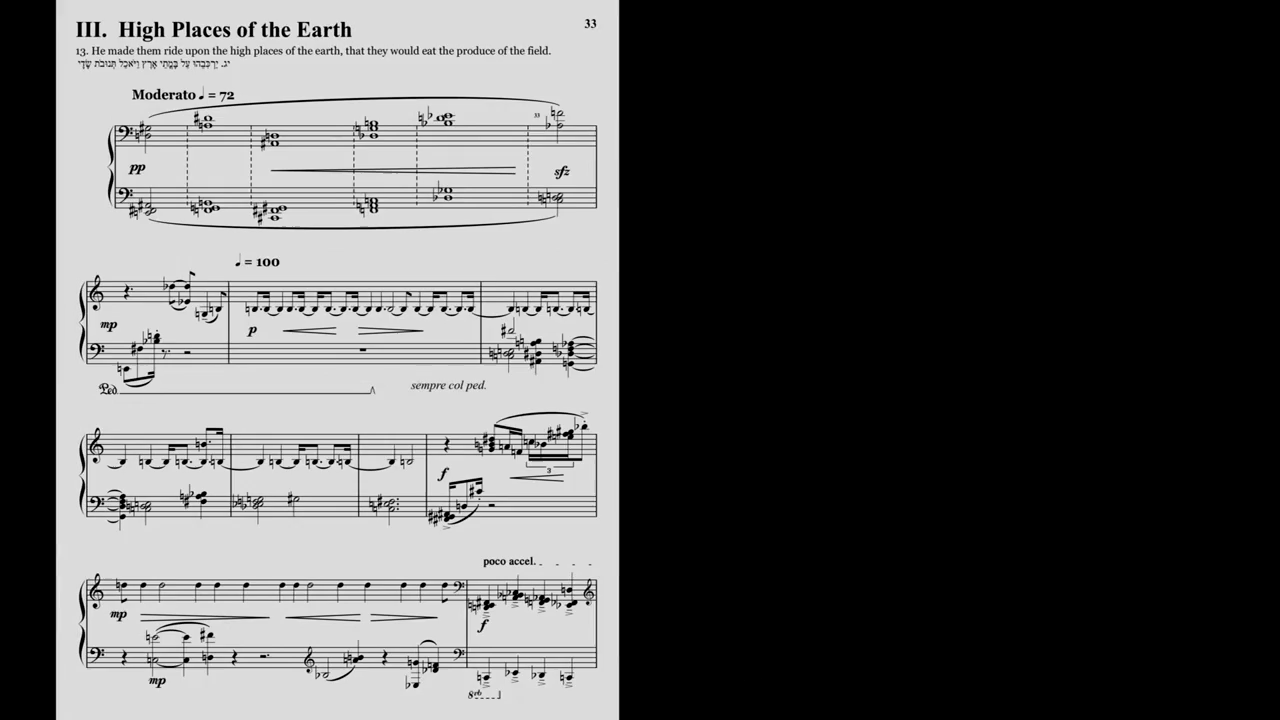 33
III. High Places of the Earth
13. He made them ride upon the high places of the earth, that they would eat the produce of the field.
יג. יַרְכִּבֵהוּ עַל בָּמֳתֵי אָרֶץ וַיֹּאכַל תְּנוּבֹת שָׂדָי
Moderato ♩ = 72
33
pp
sfz
♩ = 100
mp
p
Ped.
sempre col ped.
f
3
poco accel.
mp
f
mp
8vb